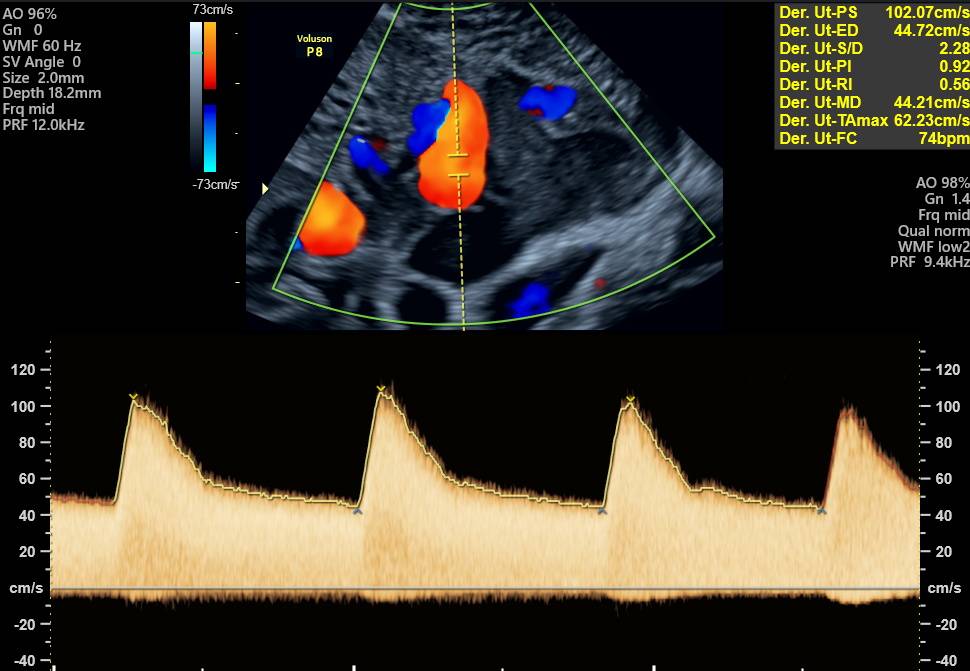 AO 96%
Gn 0
WMF 60 Hz
SV Angle 0
Size 2.0mm
Depth 18.2mm
Frq mid
PRF 12.0kHz
73cm/s
-73cm/s
Voluson
P8
Der. Ut-PS 102.07cm/s
Der. Ut-ED 44.72cm/s
Der. Ut-S/D 2.28
Der. Ut-PI 0.92
Der. Ut-RI 0.56
Der. Ut-MD 44.21cm/s
Der. Ut-TAmax 62.23cm/s
Der. Ut-FC 74bpm
AO 98%
Gn 1.4
Frq mid
Qual norm
WMF low2
PRF 9.4kHz
120 120
100 100
80 80
60 60
40 40
20 20
cm/s cm/s
-20 -20
-40 -40